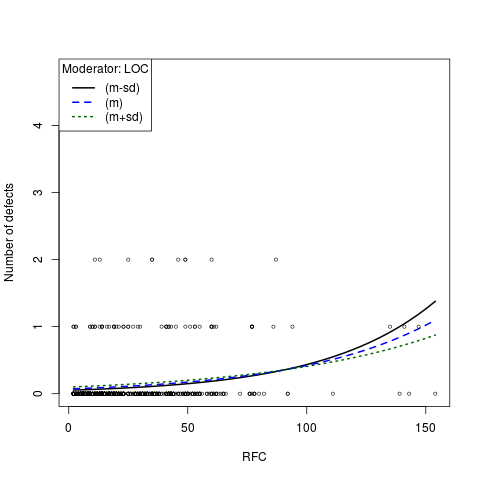 Moderator: LOC
(m-sd)
(m)
(m+sd)
Number of defects
4
3
2
1
0
0 50 100 150
RFC